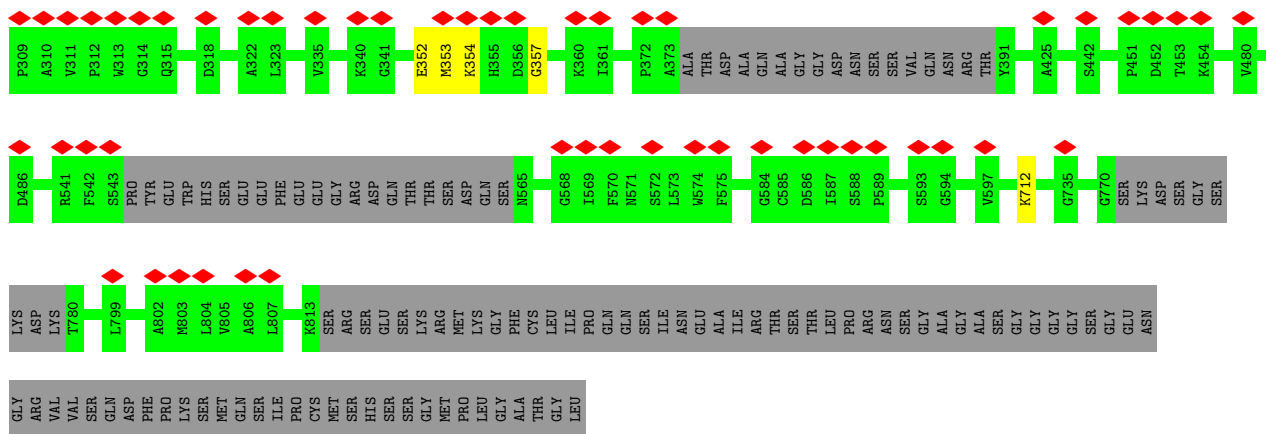 P309 A310 V311 P312 W313 G314 Q315 D318 A322 L323 V335 K340 G341 E352 M353 K354 H355 D356 G357 K360 I361 P372 A373 ALA THR ASP ALA GLN ALA GLY GLY ASP ASN SER SER VAL GLN ASN ARG THR Y391 A425 S442 P451 D452 T453 K454 V480
D486 R541 F542 S543 PRO TYR GLU TRP HIS SER GLU GLU PHE GLU GLU GLY ARG ASP GLN THR THR SER ASP GLN SER N565 G568 I569 F570 N571 S572 L573 W574 F575 G584 C585 D586 I587 S588 P589 S593 G594 V597 K712 G735 G770 SER LYS ASP SER GLY SER
LYS ASP LYS T780 L799 A802 M803 L804 V805 A806 L807 K813 SER ARG SER GLU SER LYS ARG MET LYS GLY PHE CYS LEU ILE PRO GLN GLN SER ILE ASN GLU ALA ILE ARG THR SER THR LEU PRO ARG ASN SER GLY ALA GLY ALA SER GLY GLY GLY GLY SER GLY GLU ASN
GLY ARG VAL VAL SER GLN ASP PHE PRO LYS SER MET GLN SER ILE PRO CYS MET SER HIS SER SER GLY MET PRO LEU GLY ALA THR GLY LEU